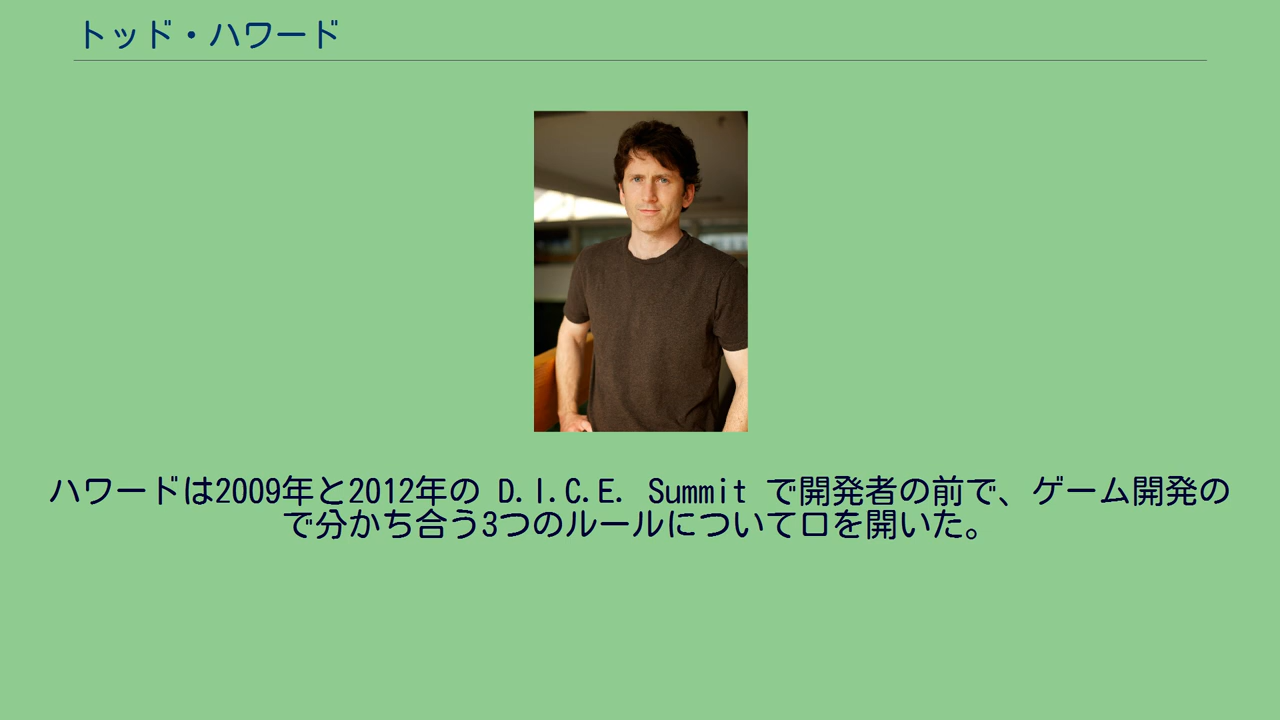 トッド・ハワード
ハワードは2009年と2012年の D.I.C.E. Summit で開発者の前で、ゲーム開発の
で分かち合う3つのルールについて口を開いた。